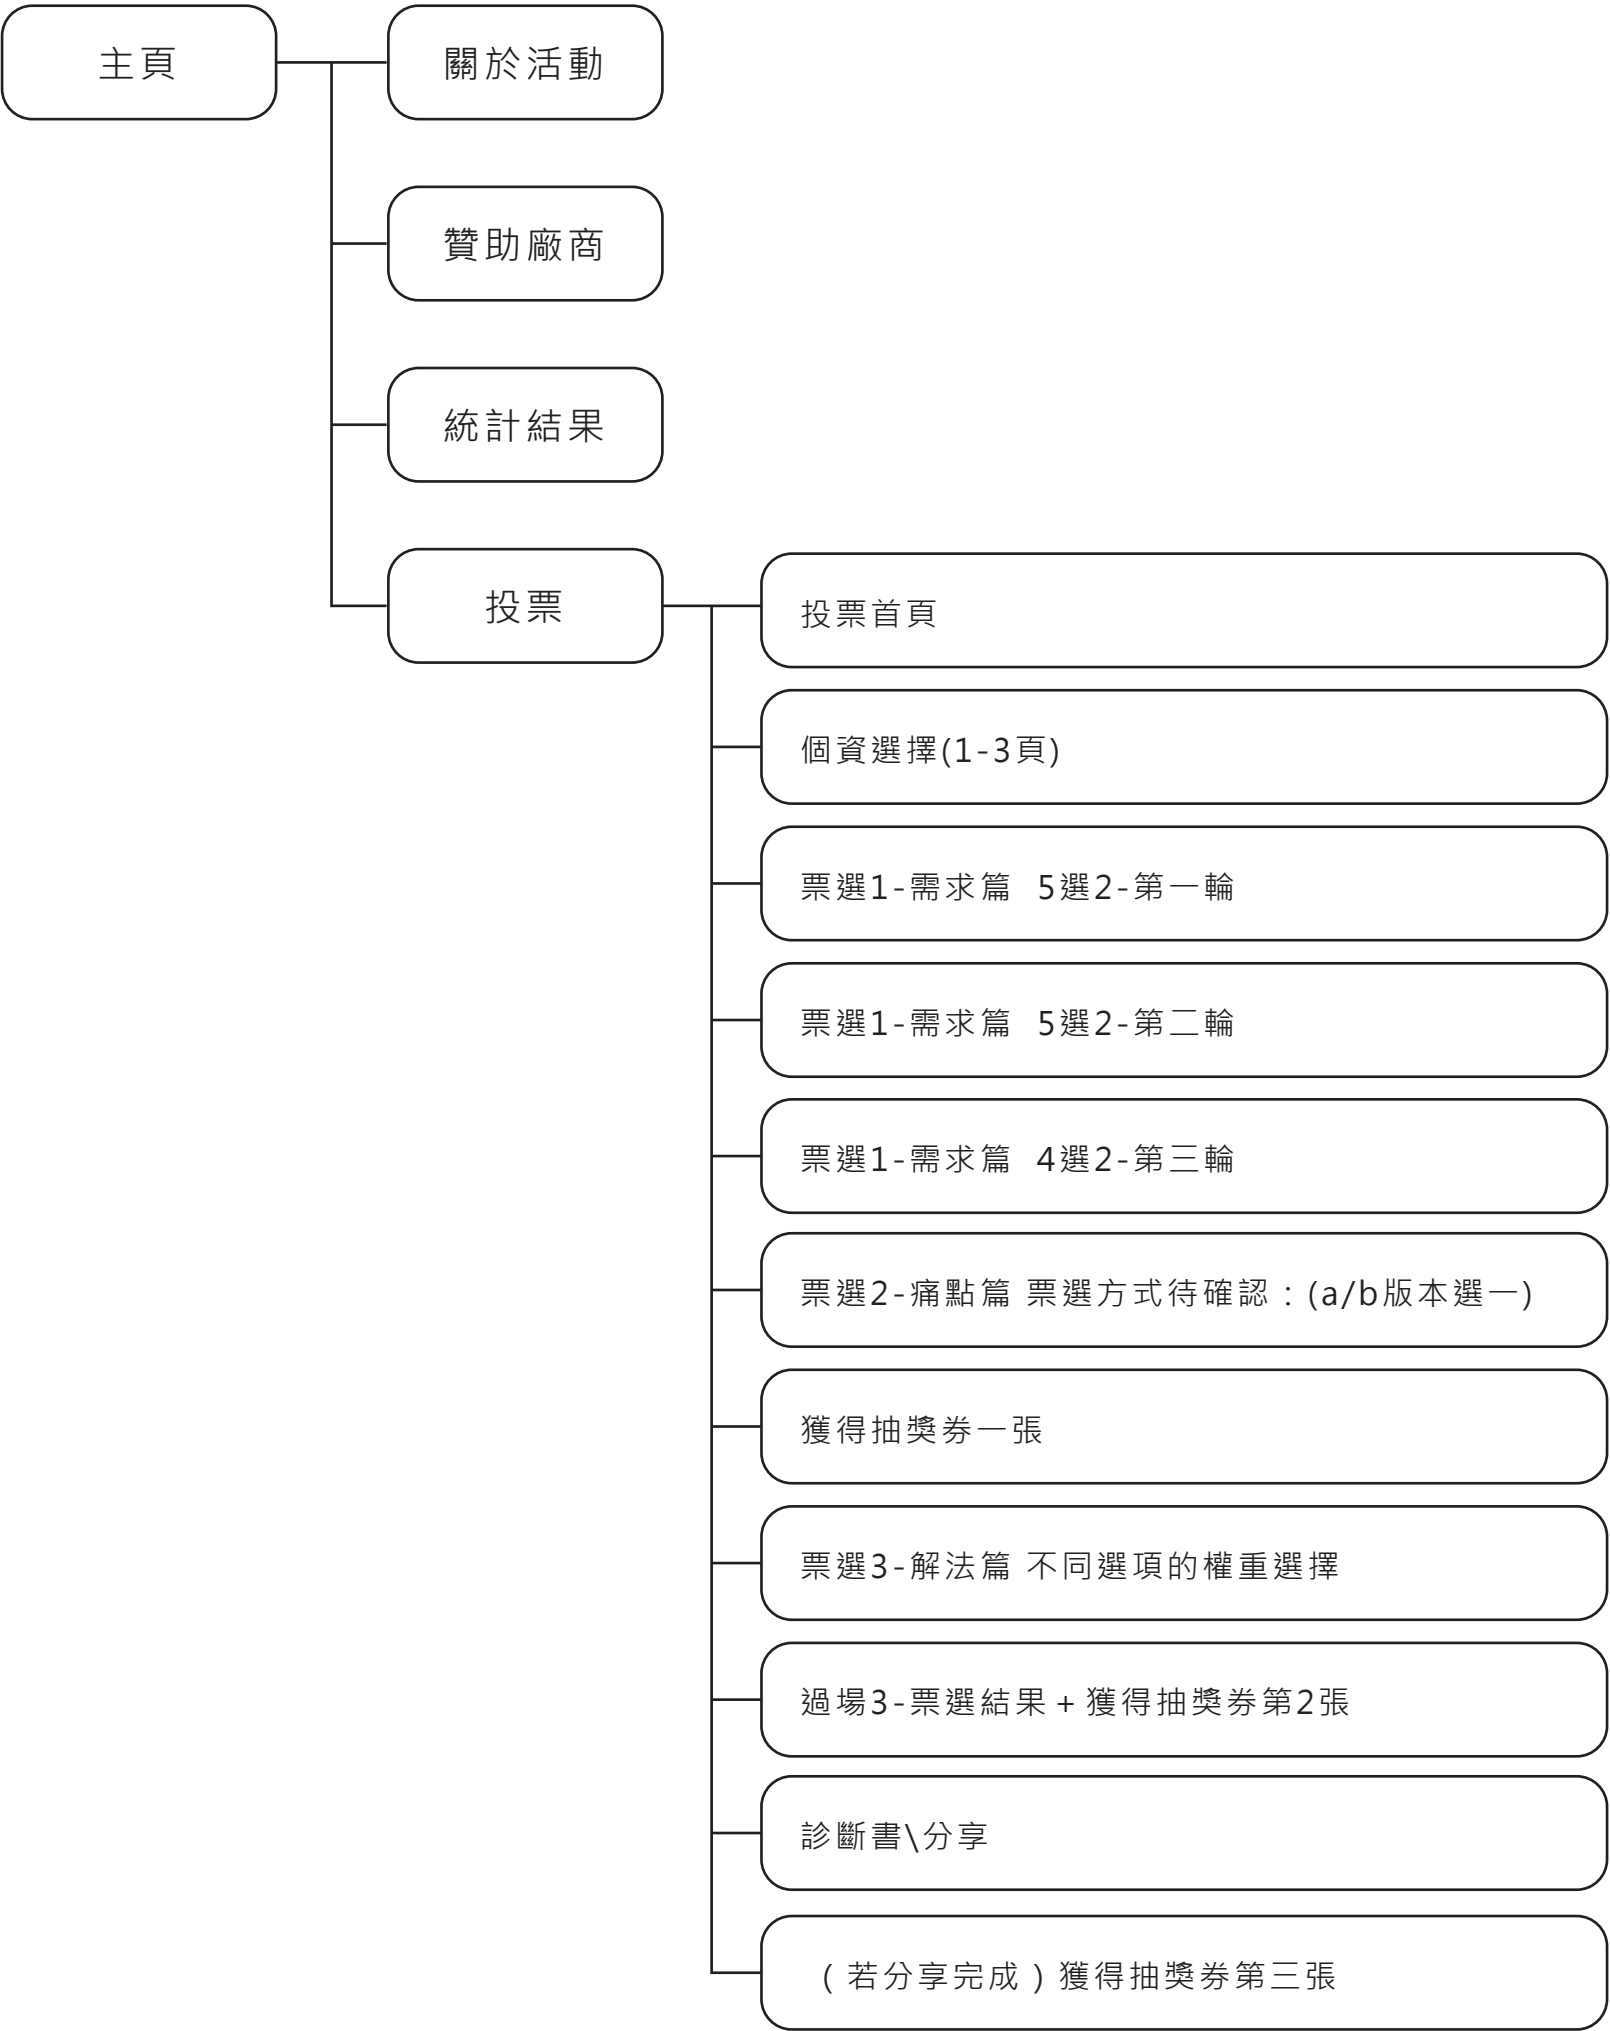 主頁
關於活動
贊助廠商
統計結果
投票
投票首頁
個資選擇(1-3頁)
票選1-需求篇 5選2-第一輪
票選1-需求篇 5選2-第二輪
票選1-需求篇 4選2-第三輪
票選2-痛點篇 票選方式待確認：(a/b版本選一)
獲得抽獎券一張
票選3-解法篇 不同選項的權重選擇
過場3-票選結果 + 獲得抽獎券第2張
診斷書\分享
（若分享完成）獲得抽獎券第三張